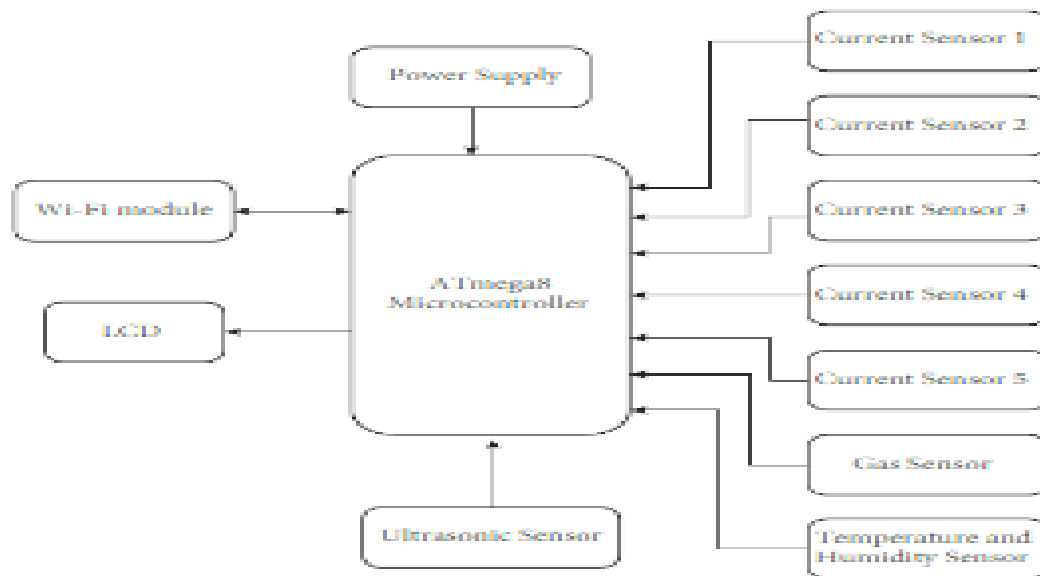 Current Sensor 1
Power Supply
Current Sensor 2
Wi-Fi module
Current Sensor 3
ATmega8
Microcontroller
Current Sensor 4
LCD
Current Sensor 5
Gas Sensor
Ultrasonic Sensor
Temperature and
Humidity Sensor